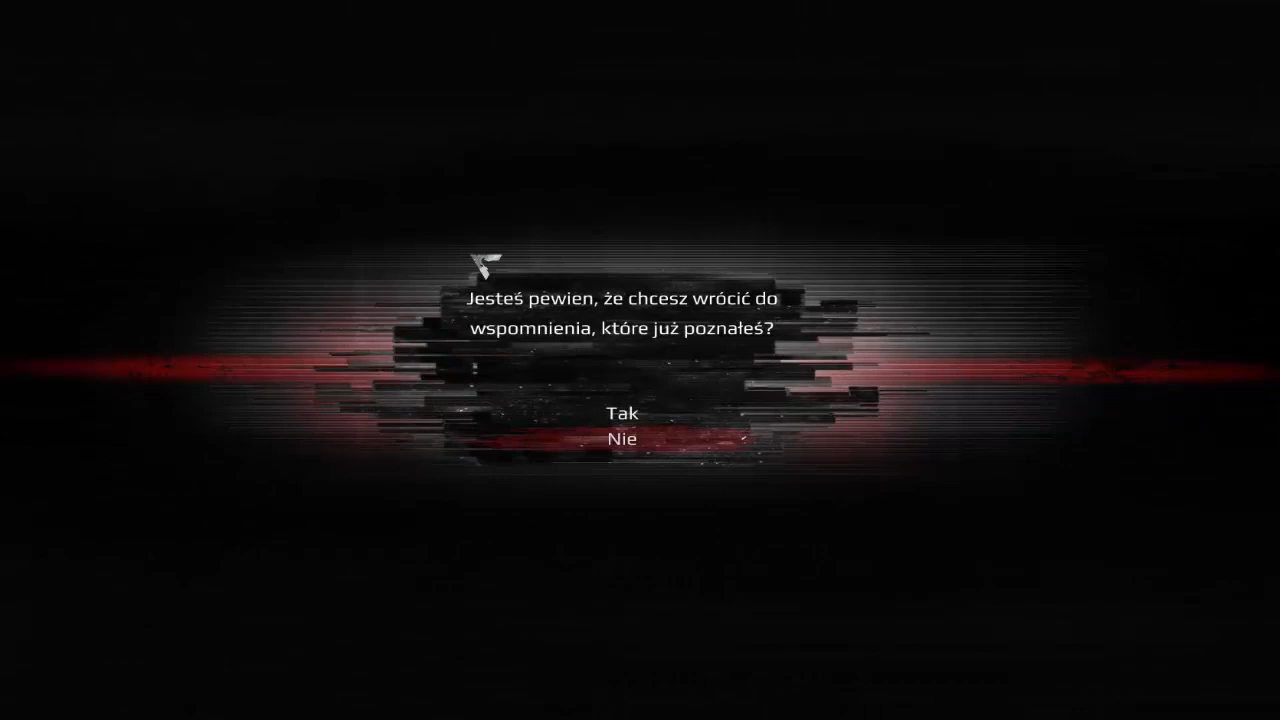 Jesteś pewien, że chcesz wrócić do
wspomnienia, które już poznałeś?
Tak
Nie